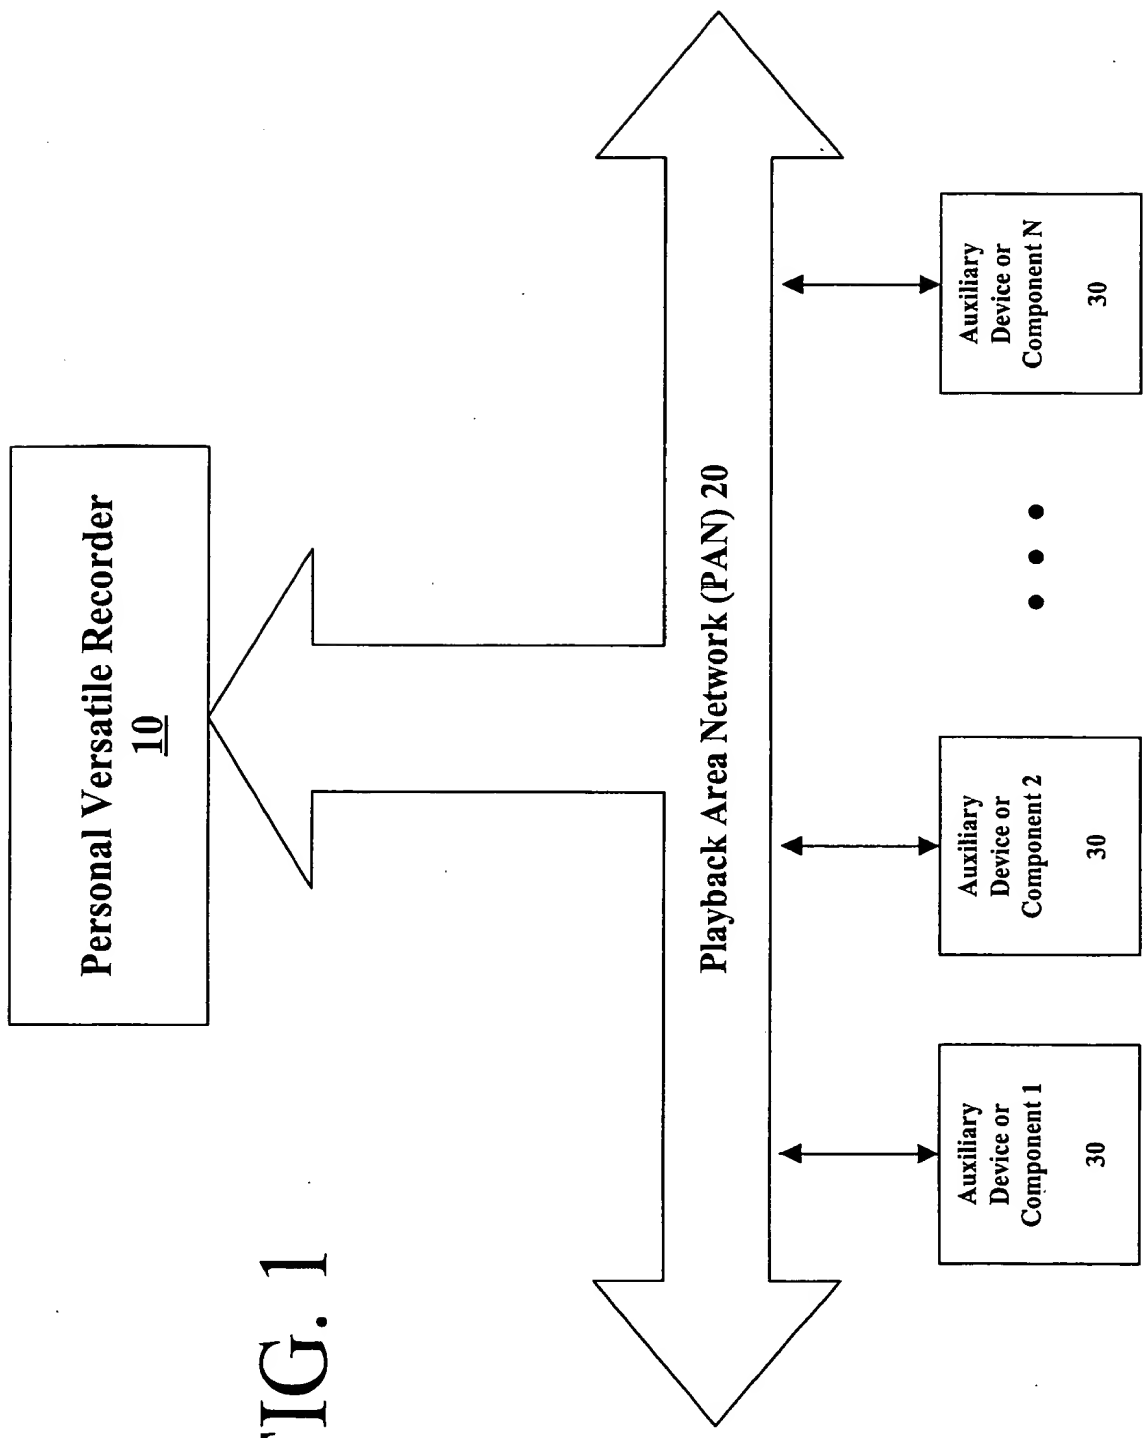 Personal Versatile Recorder
10
Playback Area Network (PAN) 20
Auxiliary
Device or
Component 1
30
Auxiliary
Device or
Component 2
30
Auxiliary
Device or
Component N
30
FIG. 1